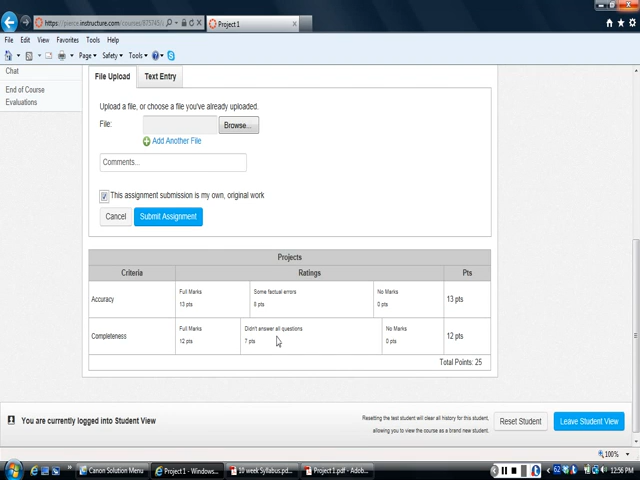 https://pierce.instructure.com/courses/875745/
Project 1
File Edit View Favorites Tools Help
Page Safety Tools
Chat
End of Course
Evaluations
File Upload
Text Entry
Upload a file, or choose a file you've already uploaded.
File:
Browse...
Add Another File
Comments...
This assignment submission is my own, original work
Cancel
Submit Assignment
Projects
Criteria Ratings Pts
Accuracy
Full Marks
13 pts
Some factual errors
9 pts
No Marks
0 pts
13 pts
Completeness
Full Marks
12 pts
Didn't answer all questions
7 pts
No Marks
0 pts
12 pts
Total Points: 25
You are currently logged into Student View
Resetting the test student will clear all history for this student,
allowing you to view the course as a brand new student.
Reset Student
Leave Student View
100%
Canon Solution Menu
Project 1 - Windows...
10 week Syllabus.pd...
Project 1.pdf - Adob...
62
12:56 PM